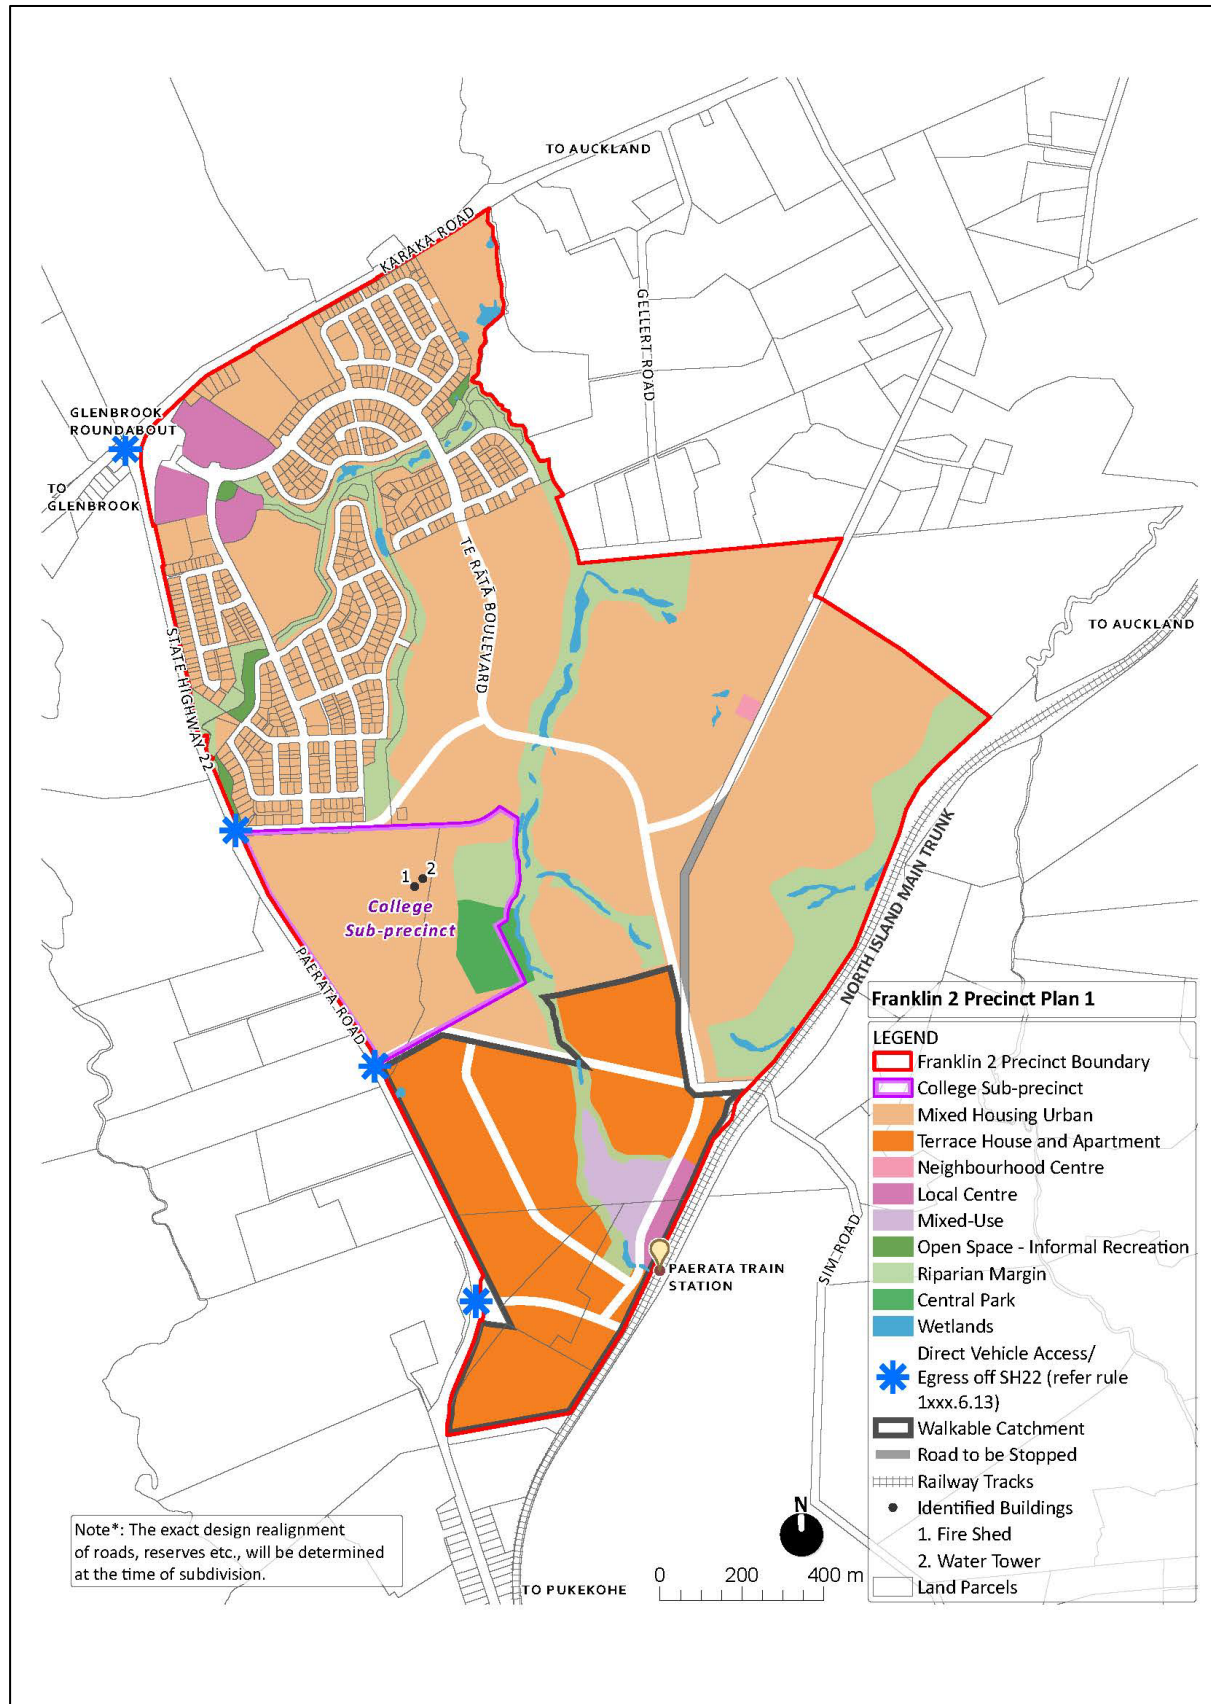 TO AUCKLAND
KARAKA ROAD
GELLERT ROAD
GLENBROOK
ROUNDABOUT
TO
GLENBROOK
TE RĀTĀ BOULEVARD
STATE HIGHWAY 22
TO AUCKLAND
1 2
College
Sub-precinct
PAERATA ROAD
NORTH ISLAND MAIN TRUNK
SIM ROAD
PAERATA TRAIN
STATION
TO PUKEKOHE
Franklin 2 Precinct Plan 1
LEGEND
Franklin 2 Precinct Boundary
College Sub-precinct
Mixed Housing Urban
Terrace House and Apartment
Neighbourhood Centre
Local Centre
Mixed-Use
Open Space - Informal Recreation
Riparian Margin
Central Park
Wetlands
Direct Vehicle Access/
Egress off SH22 (refer rule
1xxx.6.13)
Walkable Catchment
Road to be Stopped
Railway Tracks
Identified Buildings
1. Fire Shed
2. Water Tower
Land Parcels
N
0 200 400 m
Note*: The exact design realignment
of roads, reserves etc., will be determined
at the time of subdivision.